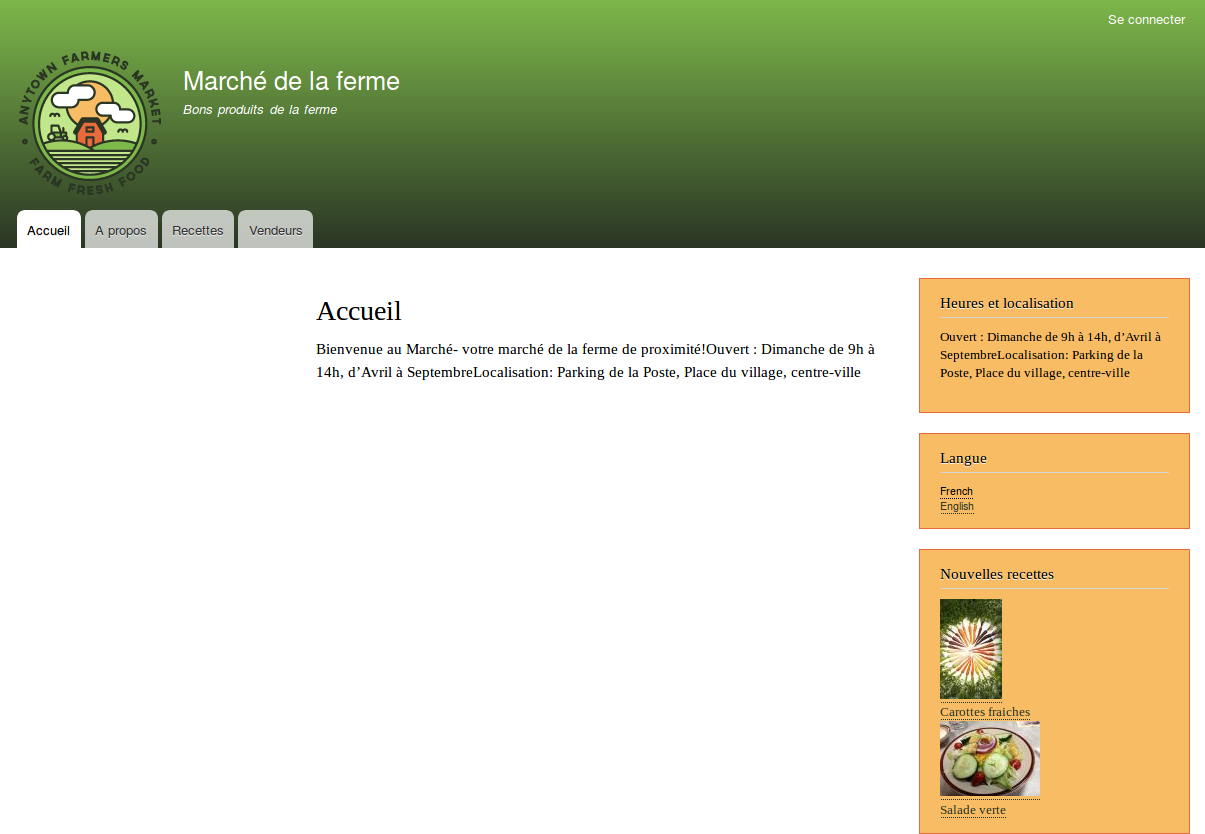 Se connecter
ANYTOWN FARMERS MARKET
FARM FRESH FOOD
Marché de la ferme
Bons produits de la ferme
Accueil
A propos
Recettes
Vendeurs
Accueil
Bienvenue au Marché- votre marché de la ferme de proximité!Ouvert : Dimanche de 9h à
14h, d’Avril à SeptembreLocalisation: Parking de la Poste, Place du village, centre-ville
Heures et localisation
Ouvert : Dimanche de 9h à 14h, d’Avril à
SeptembreLocalisation: Parking de la
Poste, Place du village, centre-ville
Langue
French
English
Nouvelles recettes
Carottes fraiches
Salade verte